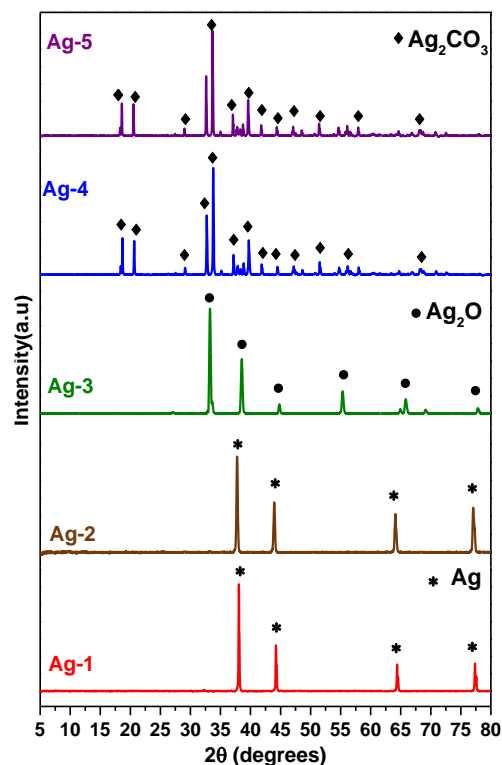 Ag-5
◆ Ag₂CO₃
Ag-4
● Ag₂O
Ag-3
Ag-2
* Ag
Ag-1
Intensity(a.u)
5 10 15 20 25 30 35 40 45 50 55 60 65 70 75 80
2θ (degrees)